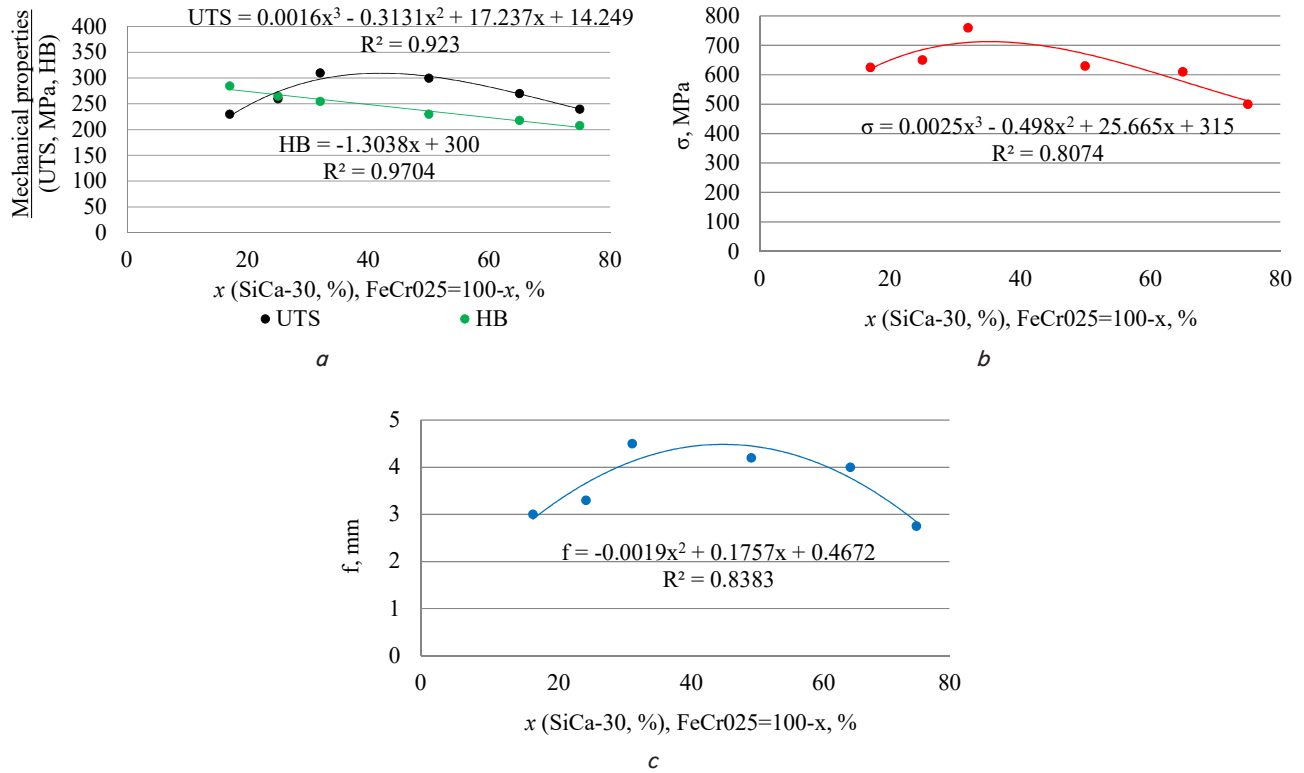 a
UTS = 0.0016x³ - 0.3131x² + 17.237x + 14.249
R² = 0.923
Mechanical properties
(UTS, MPa, HB)
400
350
300
250
200
150
100
50
0
HB = -1.3038x + 300
R² = 0.9704
0 20 40 60 80
x (SiCa-30, %), FeCr025=100-x, %
UTS HB
a
σ, MPa
800
700
600
500
400
300
200
100
0
σ = 0.0025x³ - 0.498x² + 25.665x + 315
R² = 0.8074
0 20 40 60 80
x (SiCa-30, %), FeCr025=100-x, %
b
f, mm
5
4
3
2
1
0
f = -0.0019x² + 0.1757x + 0.4672
R² = 0.8383
0 20 40 60 80
x (SiCa-30, %), FeCr025=100-x, %
c